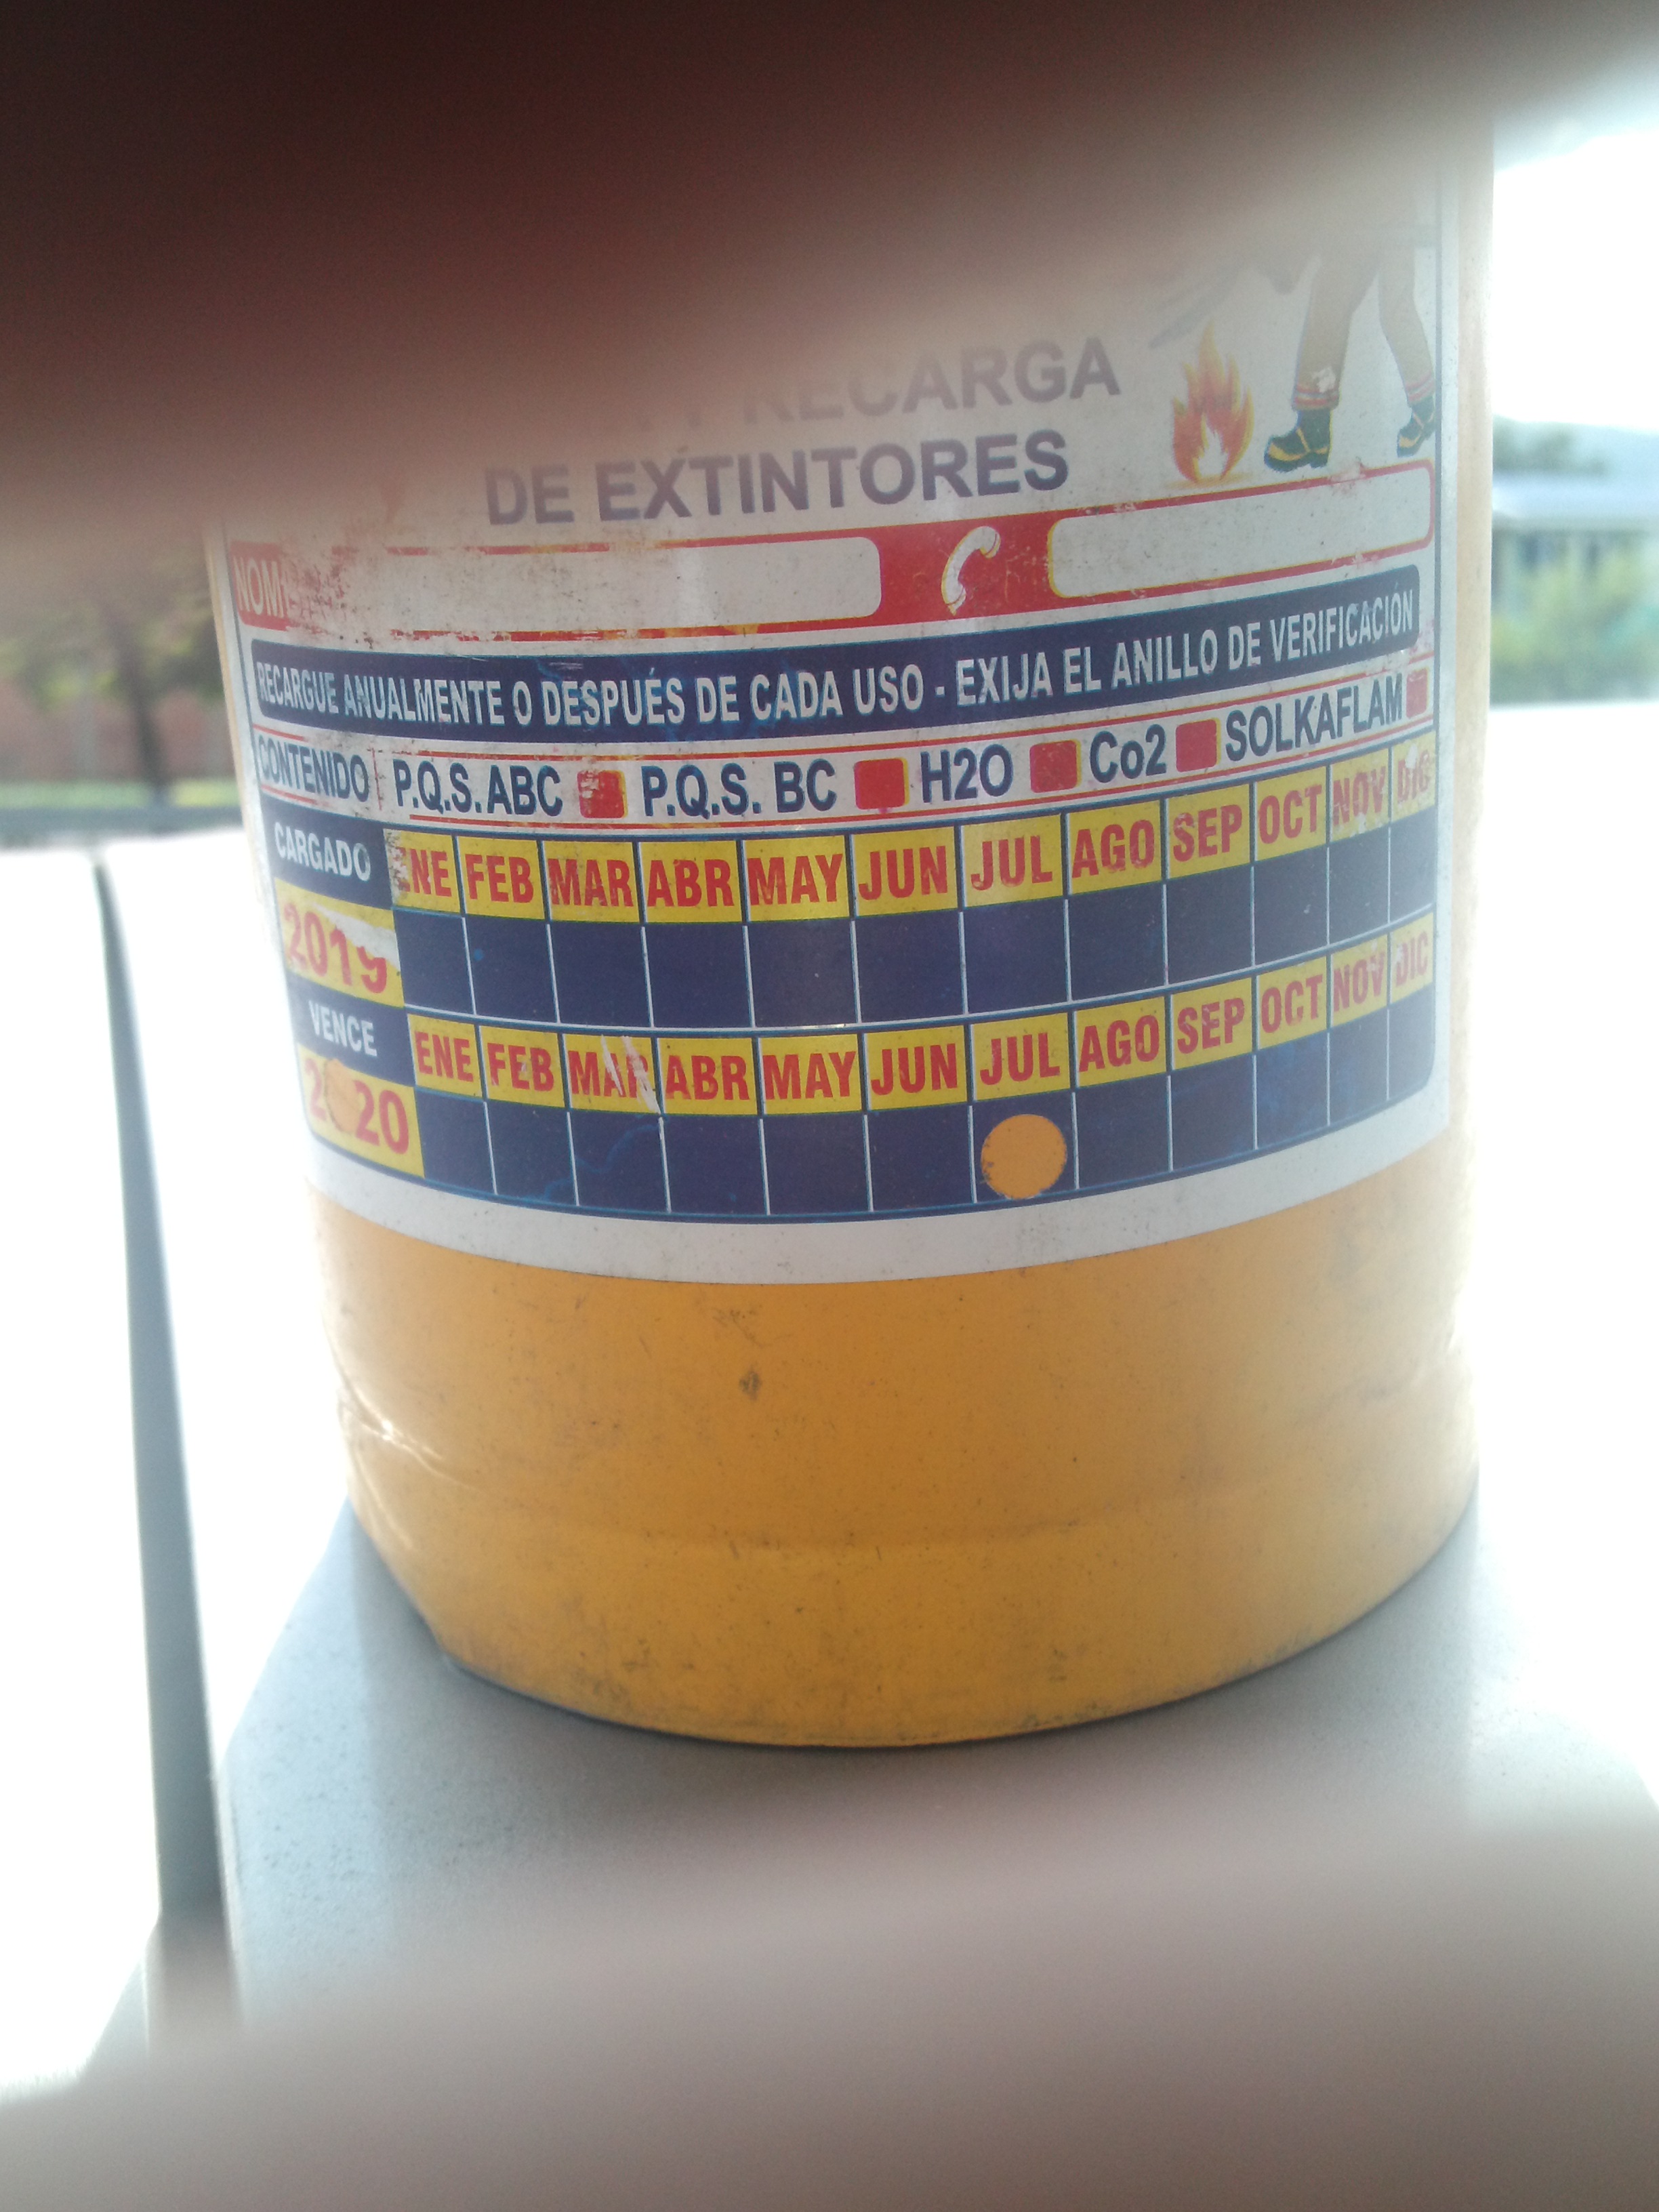 RECARGA
DE EXTINTORES
RECARGUE ANUALMENTE O DESPUÉS DE CADA USO - EXIJA EL ANILLO DE VERIFICACIÓN
CONTENIDO P.Q.S. ABC P.Q.S. BC H2O Co2 SOLKAFLAM
CARGADO ENE FEB MAR ABR MAY JUN JUL AGO SEP OCT NOV DIC
2019
VENCE ENE FEB MAR ABR MAY JUN JUL AGO SEP OCT NOV DIC
2020